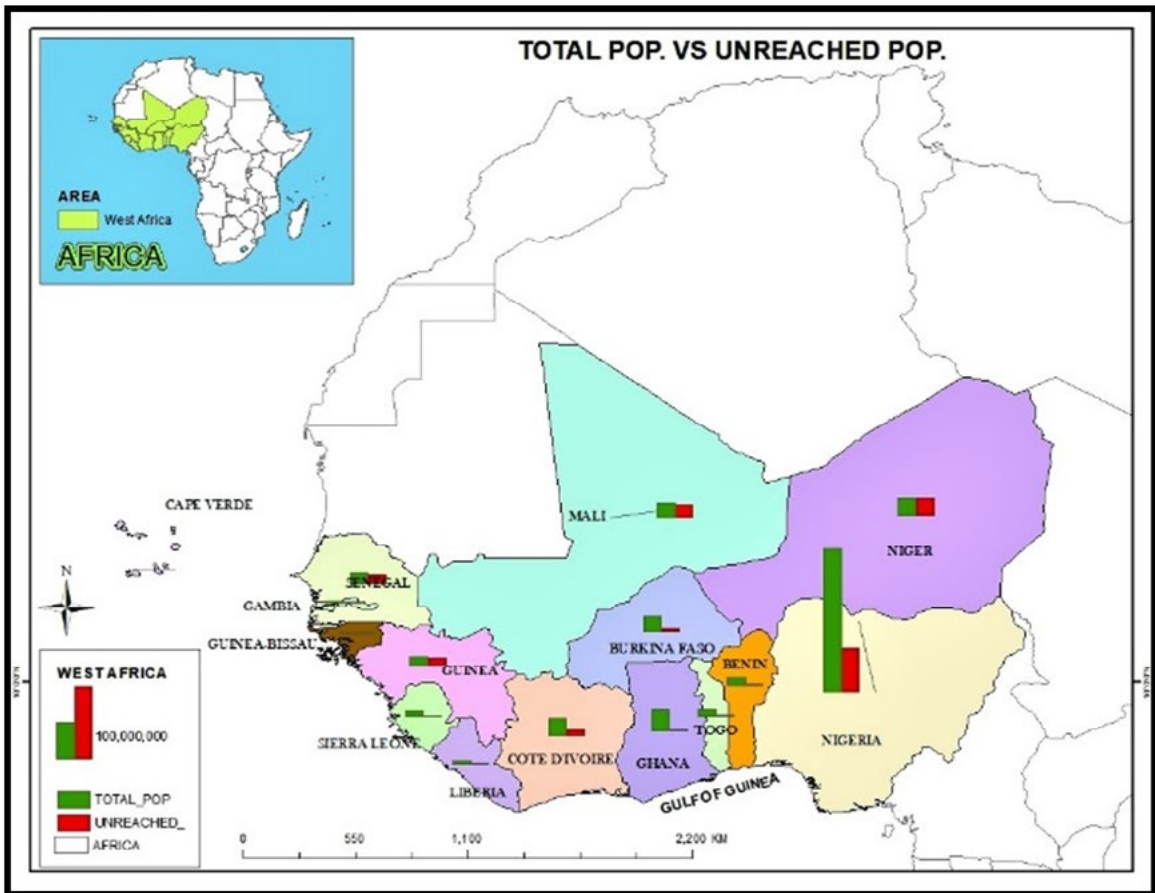 TOTAL POP. VS UNREACHED POP.
AREA
West Africa
AFRICA
CAPE VERDE
MALI
NIGER
SENEGAL
GAMBIA
GUINEA-BISSAU
GUINEA
BURKINA FASO
BENIN
SIERRA LEONE
COTE D'IVOIRE
GHANA
TOGO
NIGERIA
LIBERIA
GULF OF GUINEA
N
WEST AFRICA
100,000,000
TOTAL_POP
UNREACHED_
AFRICA
0 550 1,100 2,200 KM